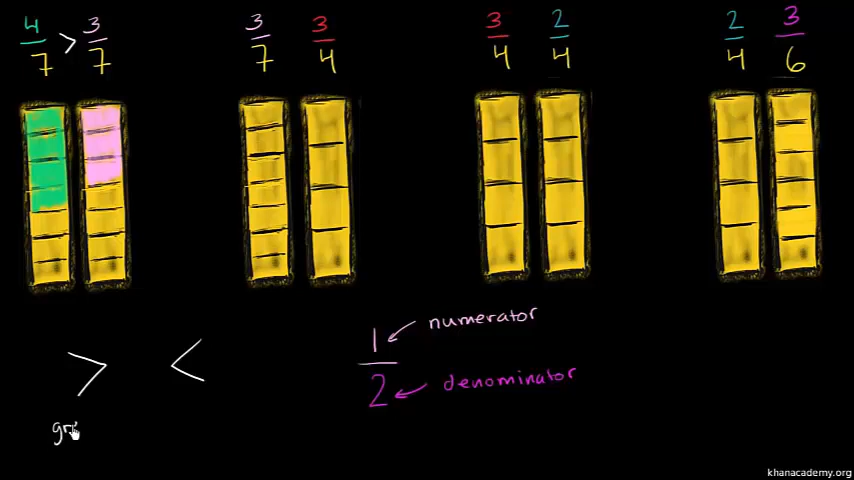 4/7 > 3/7
3/7 3/4
3/4 2/4
2/4 3/6
> <
1/2
numerator
denominator
gr
khanacademy.org